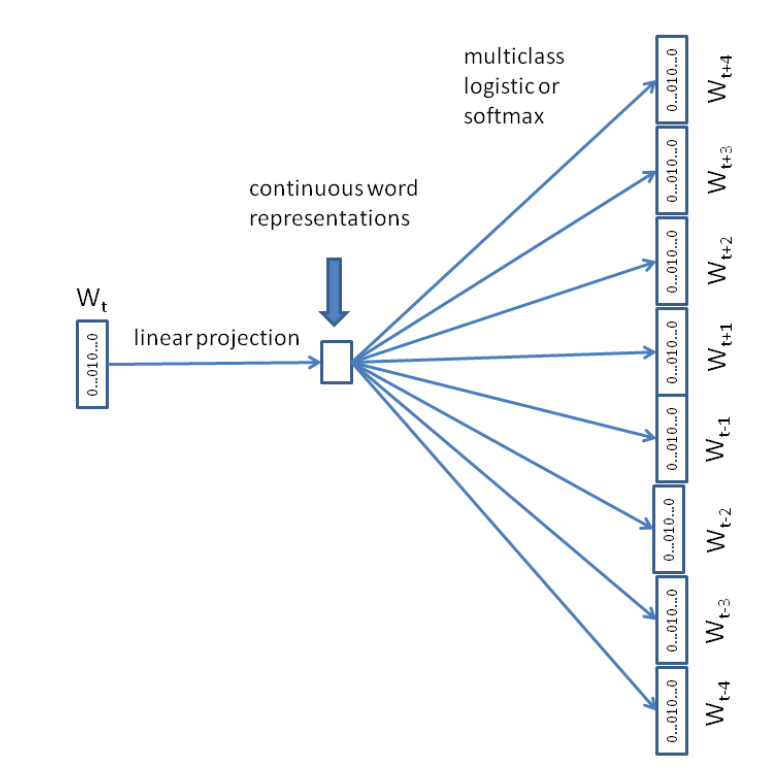 multiclass
logistic or
softmax
continuous word
representations
Wt
linear projection
0...010...0
0...010...0
Wt+4
0...010...0
Wt+3
0...010...0
Wt+2
0...010...0
Wt+1
0...010...0
Wt-1
0...010...0
Wt-2
0...010...0
Wt-3
0...010...0
Wt-4